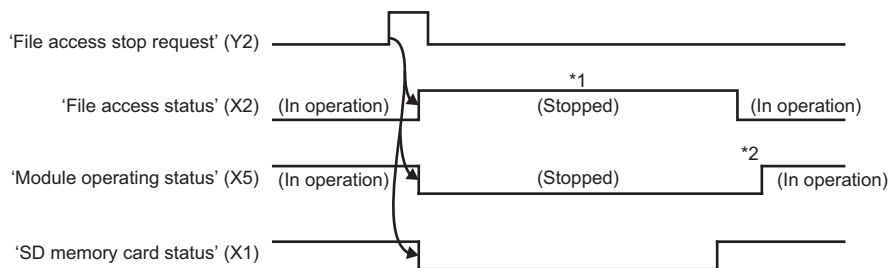 'File access stop request' (Y2)
*1
'File access status' (X2) (In operation) (Stopped) (In operation)
*2
'Module operating status' (X5) (In operation) (Stopped) (In operation)
'SD memory card status' (X1)